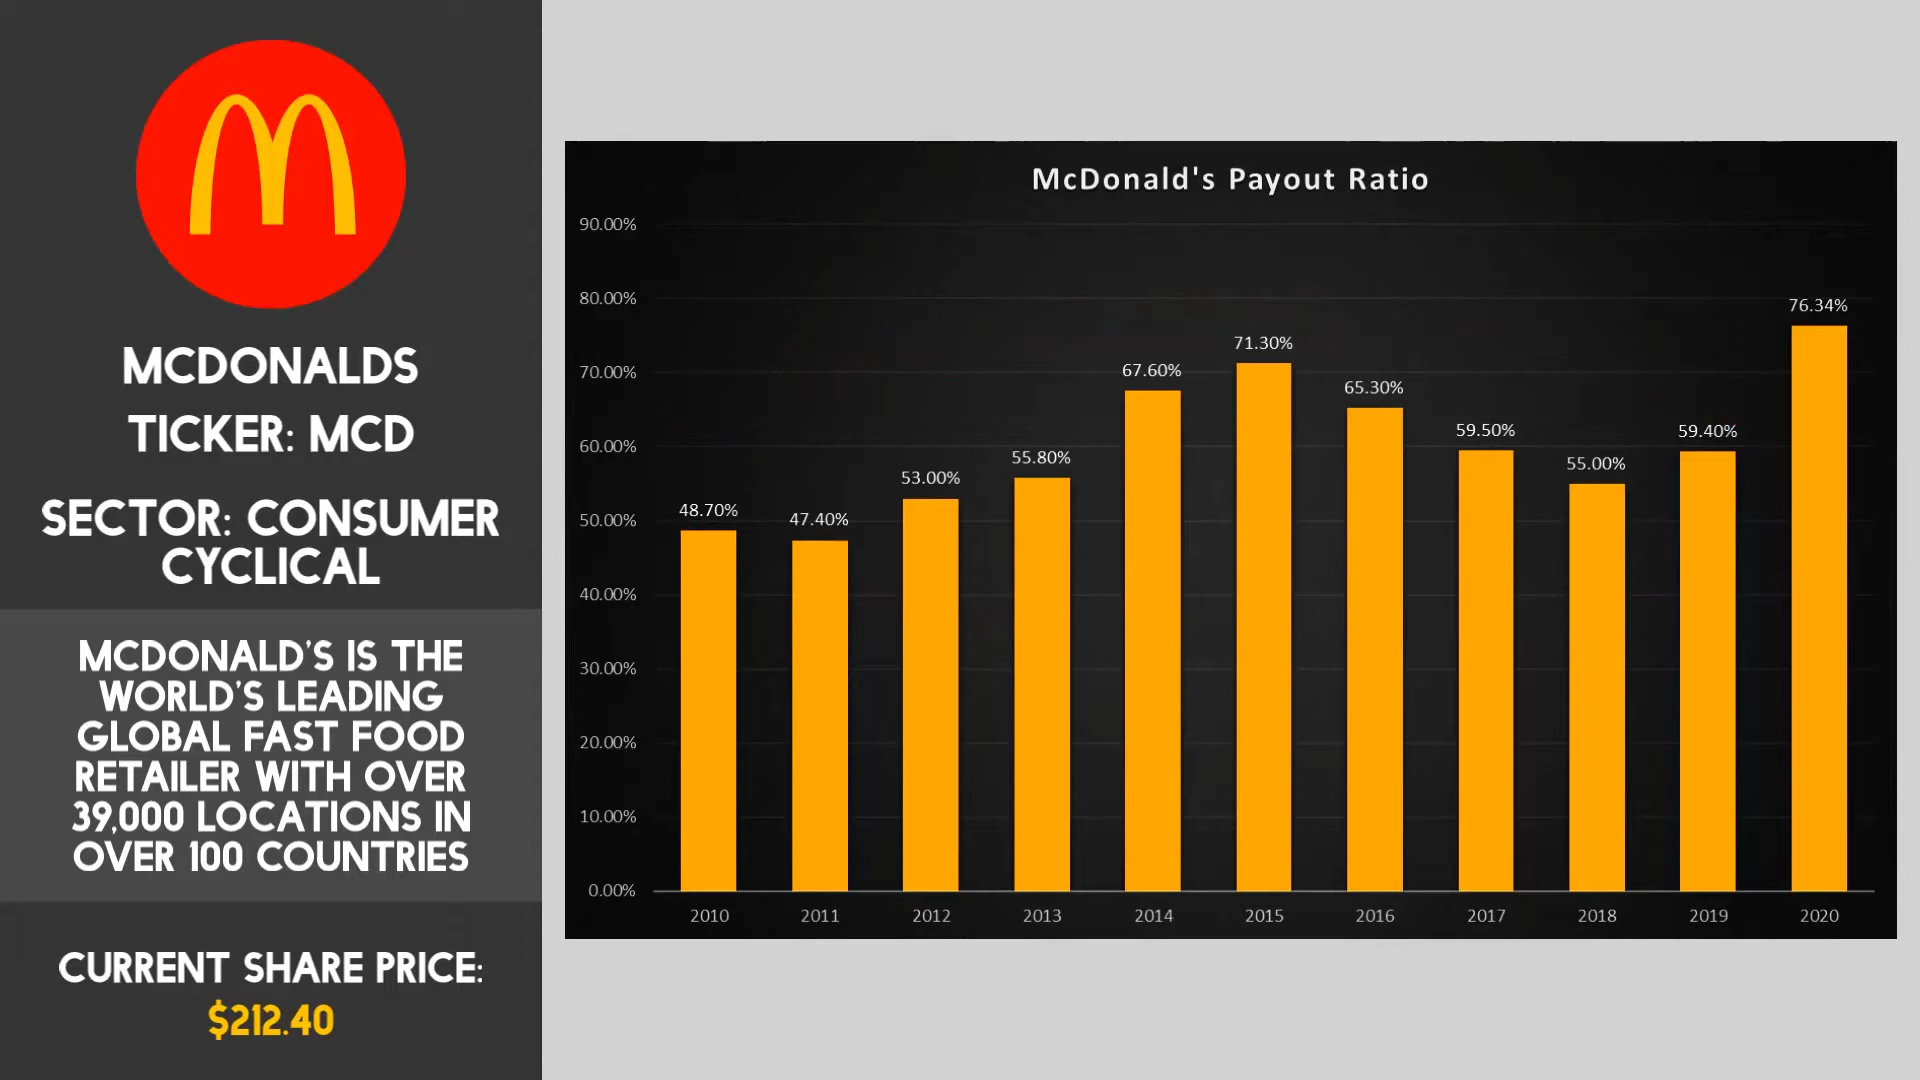 MCDONALDS
TICKER: MCD
SECTOR: CONSUMER
CYCLICAL
MCDONALD'S IS THE
WORLD'S LEADING
GLOBAL FAST FOOD
RETAILER WITH OVER
39,000 LOCATIONS IN
OVER 100 COUNTRIES
CURRENT SHARE PRICE:
$212.40
McDonald's Payout Ratio
90.00%
80.00%
70.00%
60.00%
50.00%
40.00%
30.00%
20.00%
10.00%
0.00%
48.70%
47.40%
53.00%
55.80%
67.60%
71.30%
65.30%
59.50%
55.00%
59.40%
76.34%
2010 2011 2012 2013 2014 2015 2016 2017 2018 2019 2020